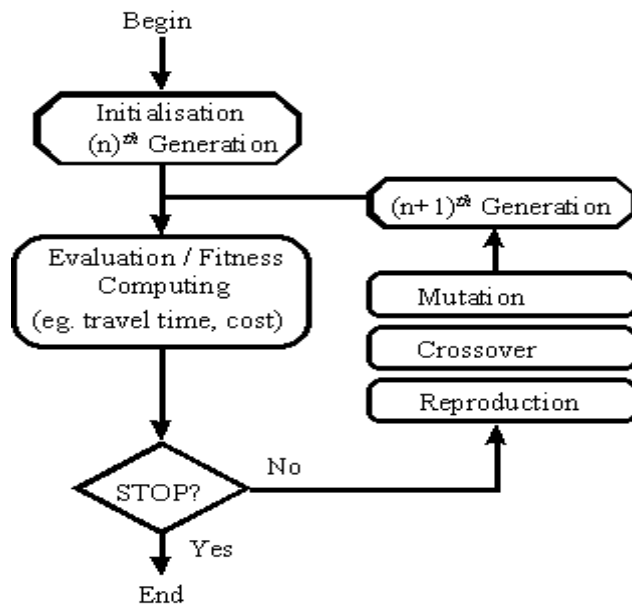 Begin
Initialisation
(n)th Generation
(n+1)th Generation
Evaluation / Fitness
Computing
(eg. travel time, cost)
Mutation
Crossover
Reproduction
STOP?
No
Yes
End